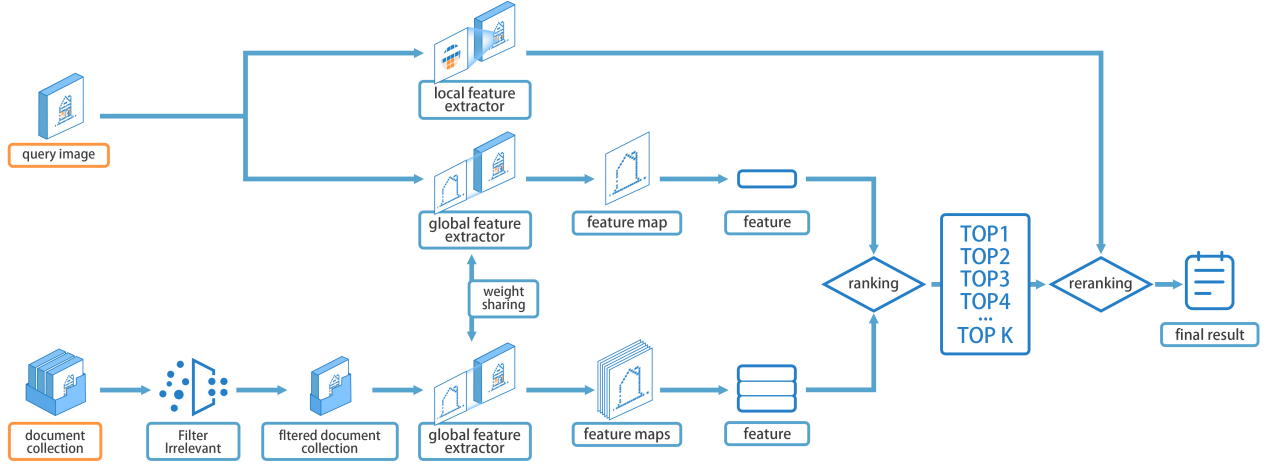 query image
local feature
extractor
global feature
extractor
feature map
feature
weight
sharing
ranking
TOP1
TOP2
TOP3
TOP4
...
TOP K
reranking
final result
document
collection
Filter
lrrelevant
fltered document
collection
global feature
extractor
feature maps
feature